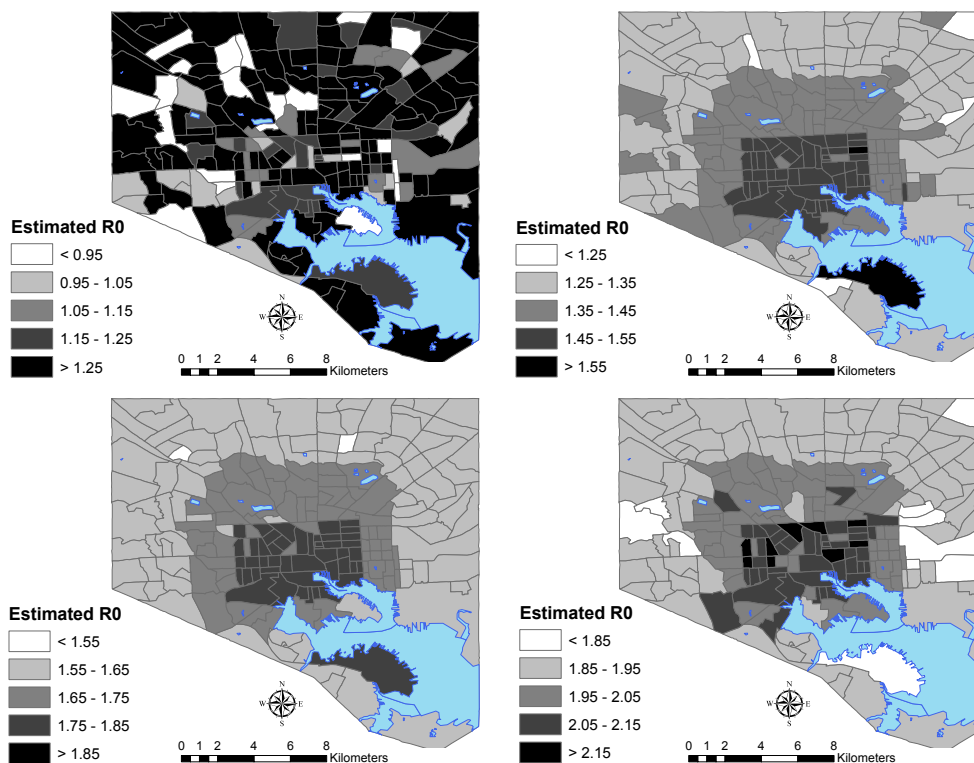 Estimated R0
< 0.95
0.95 - 1.05
1.05 - 1.15
1.15 - 1.25
> 1.25
N
W E
S
0 1 2 4 6 8
Kilometers
Estimated R0
< 1.25
1.25 - 1.35
1.35 - 1.45
1.45 - 1.55
> 1.55
N
W E
S
0 1 2 4 6 8
Kilometers
Estimated R0
< 1.55
1.55 - 1.65
1.65 - 1.75
1.75 - 1.85
> 1.85
N
W E
S
0 1 2 4 6 8
Kilometers
Estimated R0
< 1.85
1.85 - 1.95
1.95 - 2.05
2.05 - 2.15
> 2.15
N
W E
S
0 1 2 4 6 8
Kilometers